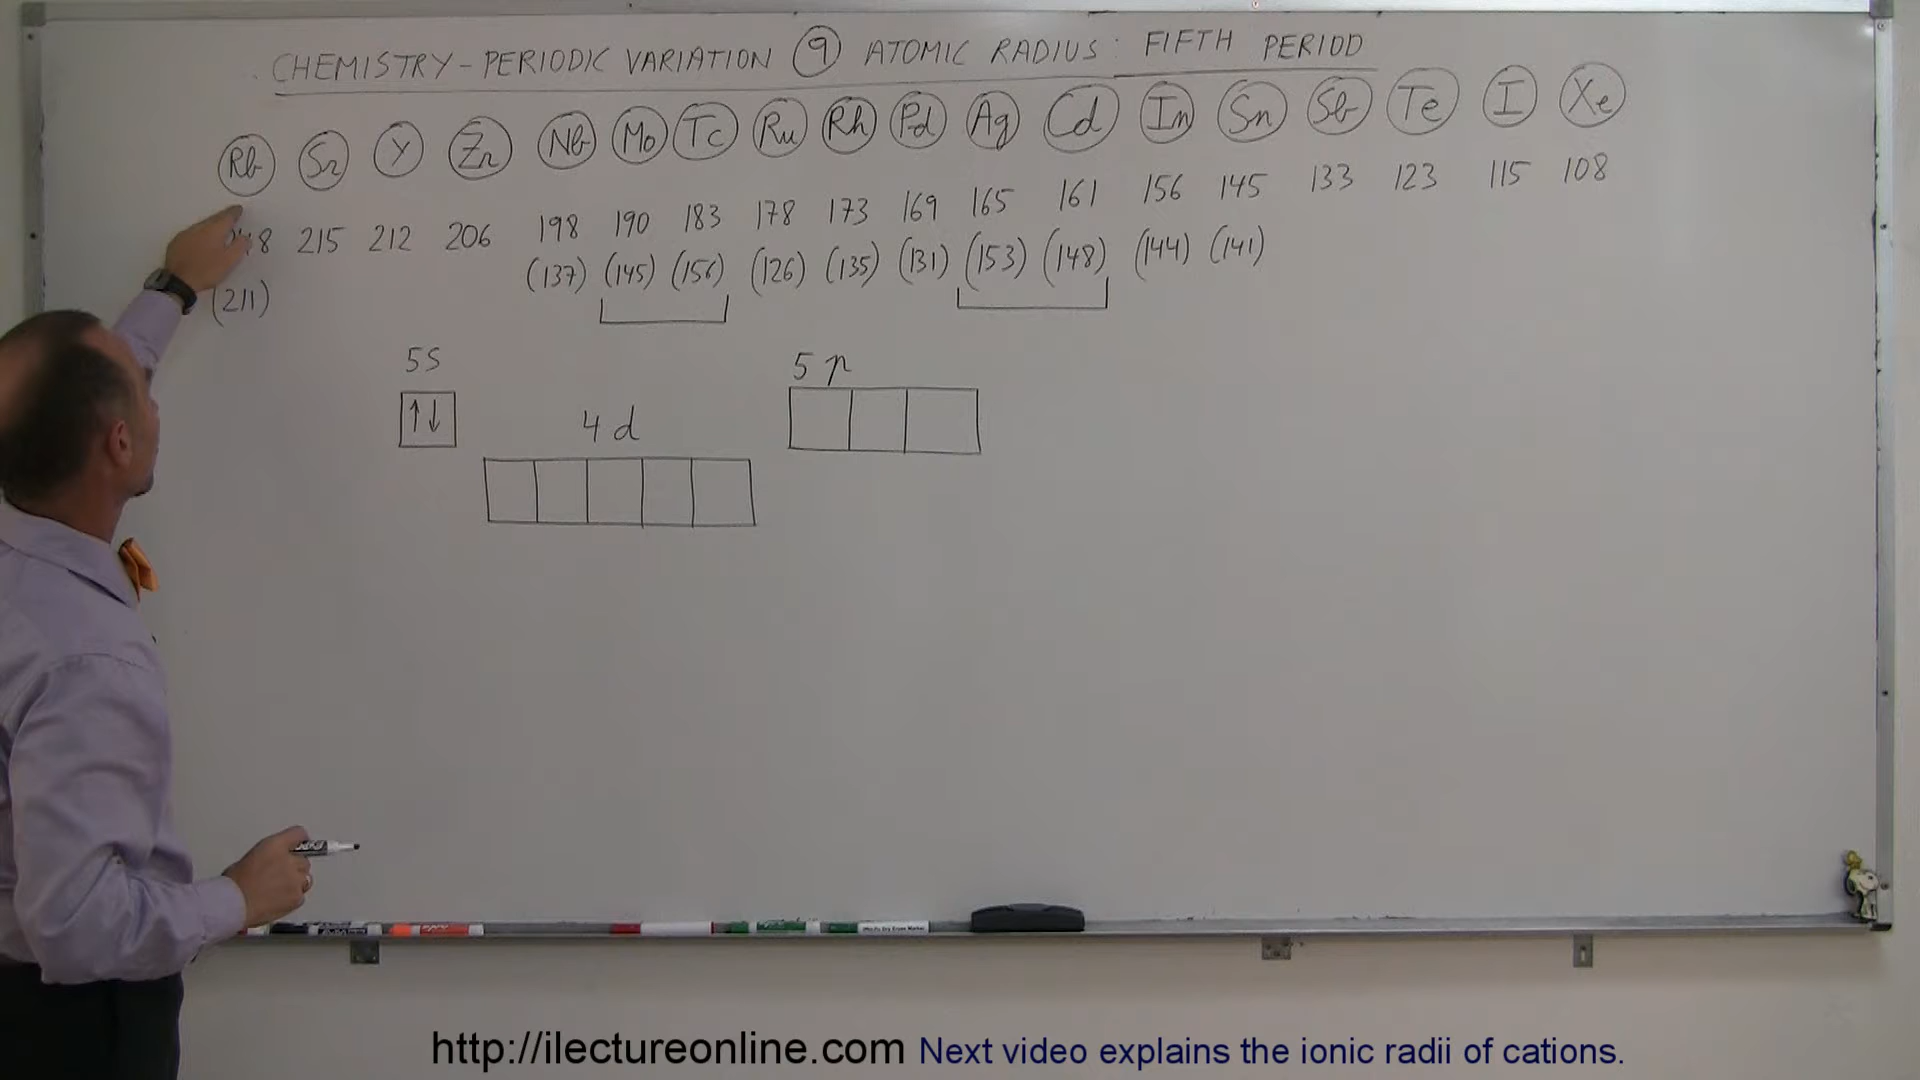 CHEMISTRY - PERIODIC VARIATION 9 ATOMIC RADIUS: FIFTH PERIOD
Rb Sr Y Zr Nb Mo Tc Ru Rh Pd Ag Cd In Sn Sb Te I Xe
215 212 206 198 190 183 178 173 169 165 161 156 145 133 123 115 108
(211) (137) (145) (156) (126) (135) (131) (153) (148) (144) (141)
5s 5p
↑↓ 4d
http://ilectureonline.com Next video explains the ionic radii of cations.